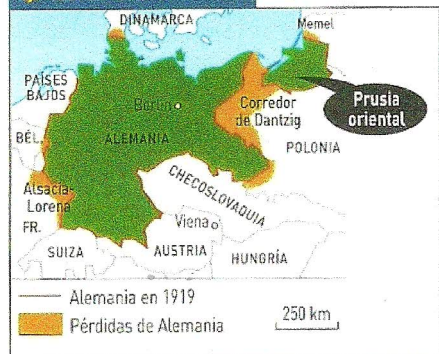 DINAMARCA
Memel
PAÍSES
BAJOS
Berlín
Corredor
de Dantzig
Prusia
oriental
BÉL.
ALEMANIA
POLONIA
CHECOSLOVAQUIA
Alsacia-
Lorena
FR.
Viena
SUIZA
AUSTRIA
HUNGRÍA
Alemania en 1919
Pérdidas de Alemania
250 km